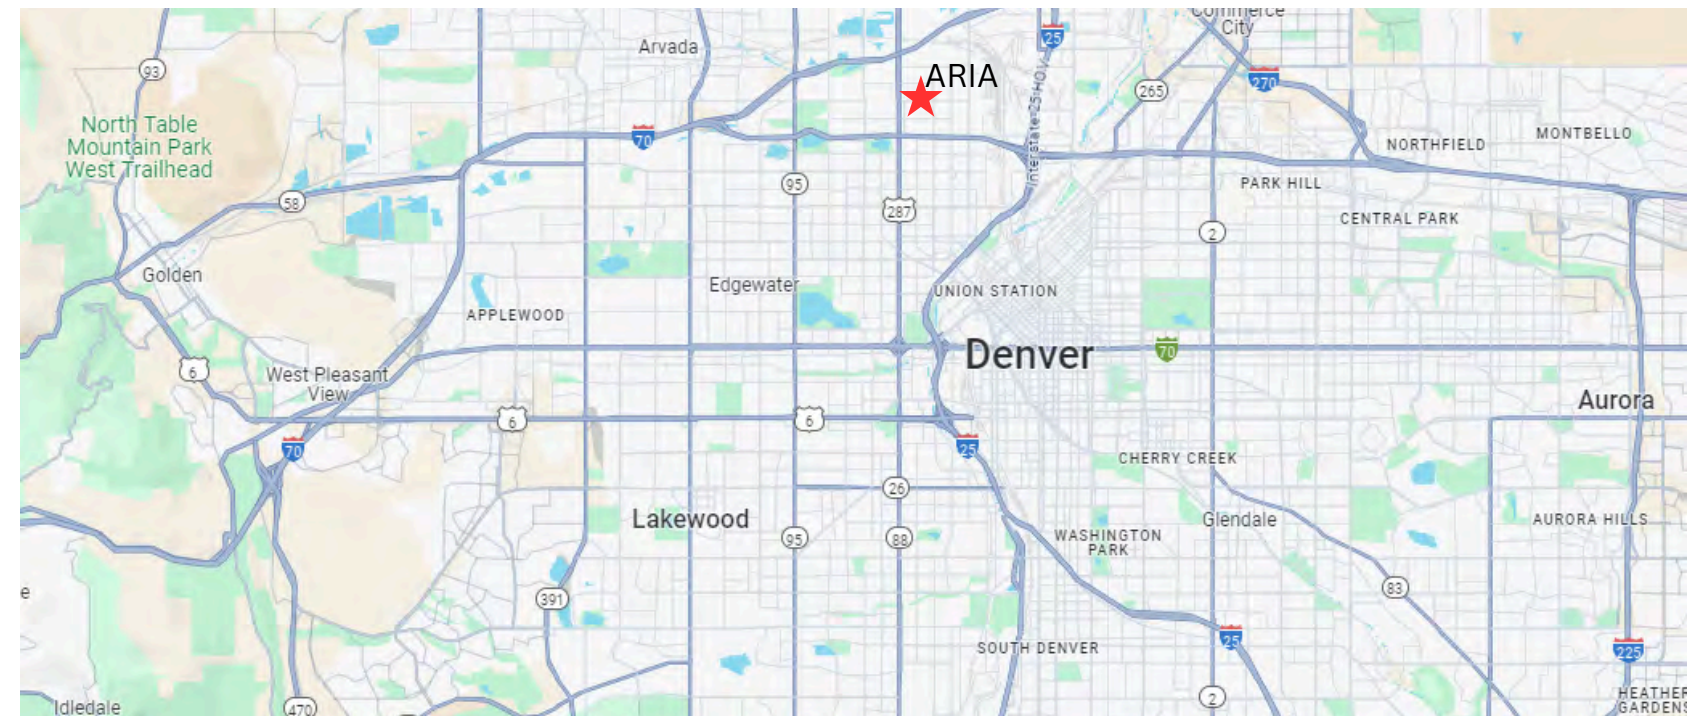 Commerce
City
25
Arvada
93
ARIA
270
265
North Table
Mountain Park
West Trailhead
70
Interstate 25 HOV
NORTHFIELD
MONTBELLO
95
PARK HILL
58
287
CENTRAL PARK
2
Golden
Edgewater
UNION STATION
APPLEWOOD
Denver
70
6
West Pleasant
View
Aurora
6
6
70
25
CHERRY CREEK
26
Lakewood
Glendale
AURORA HILLS
95
88
WASHINGTON
PARK
e
391
83
SOUTH DENVER
25
225
Idledale
470
2
HEATHER
GARDENS